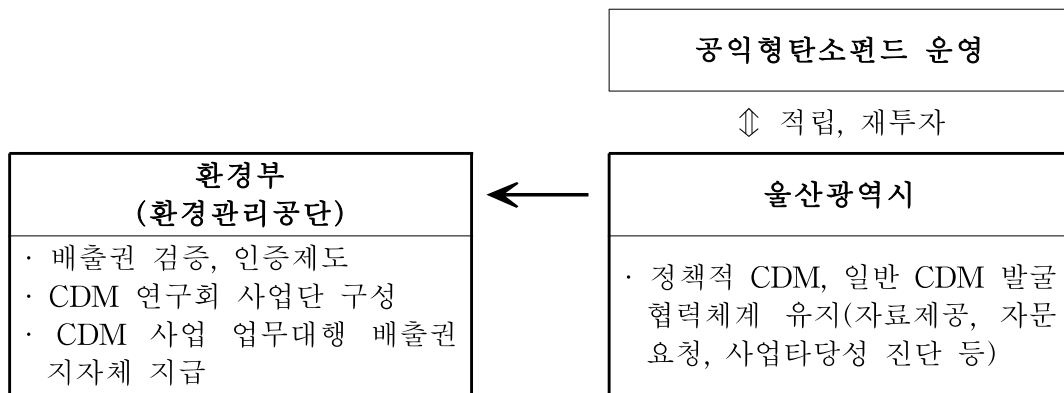 공익형탄소펀드 운영
⇕ 적립, 재투자
환경부
(환경관리공단)
· 배출권 검증, 인증제도
· CDM 연구회 사업단 구성
· CDM 사업 업무대행 배출권
지자체 지급
울산광역시
· 정책적 CDM, 일반 CDM 발굴
협력체계 유지(자료제공, 자문
요청, 사업타당성 진단 등)